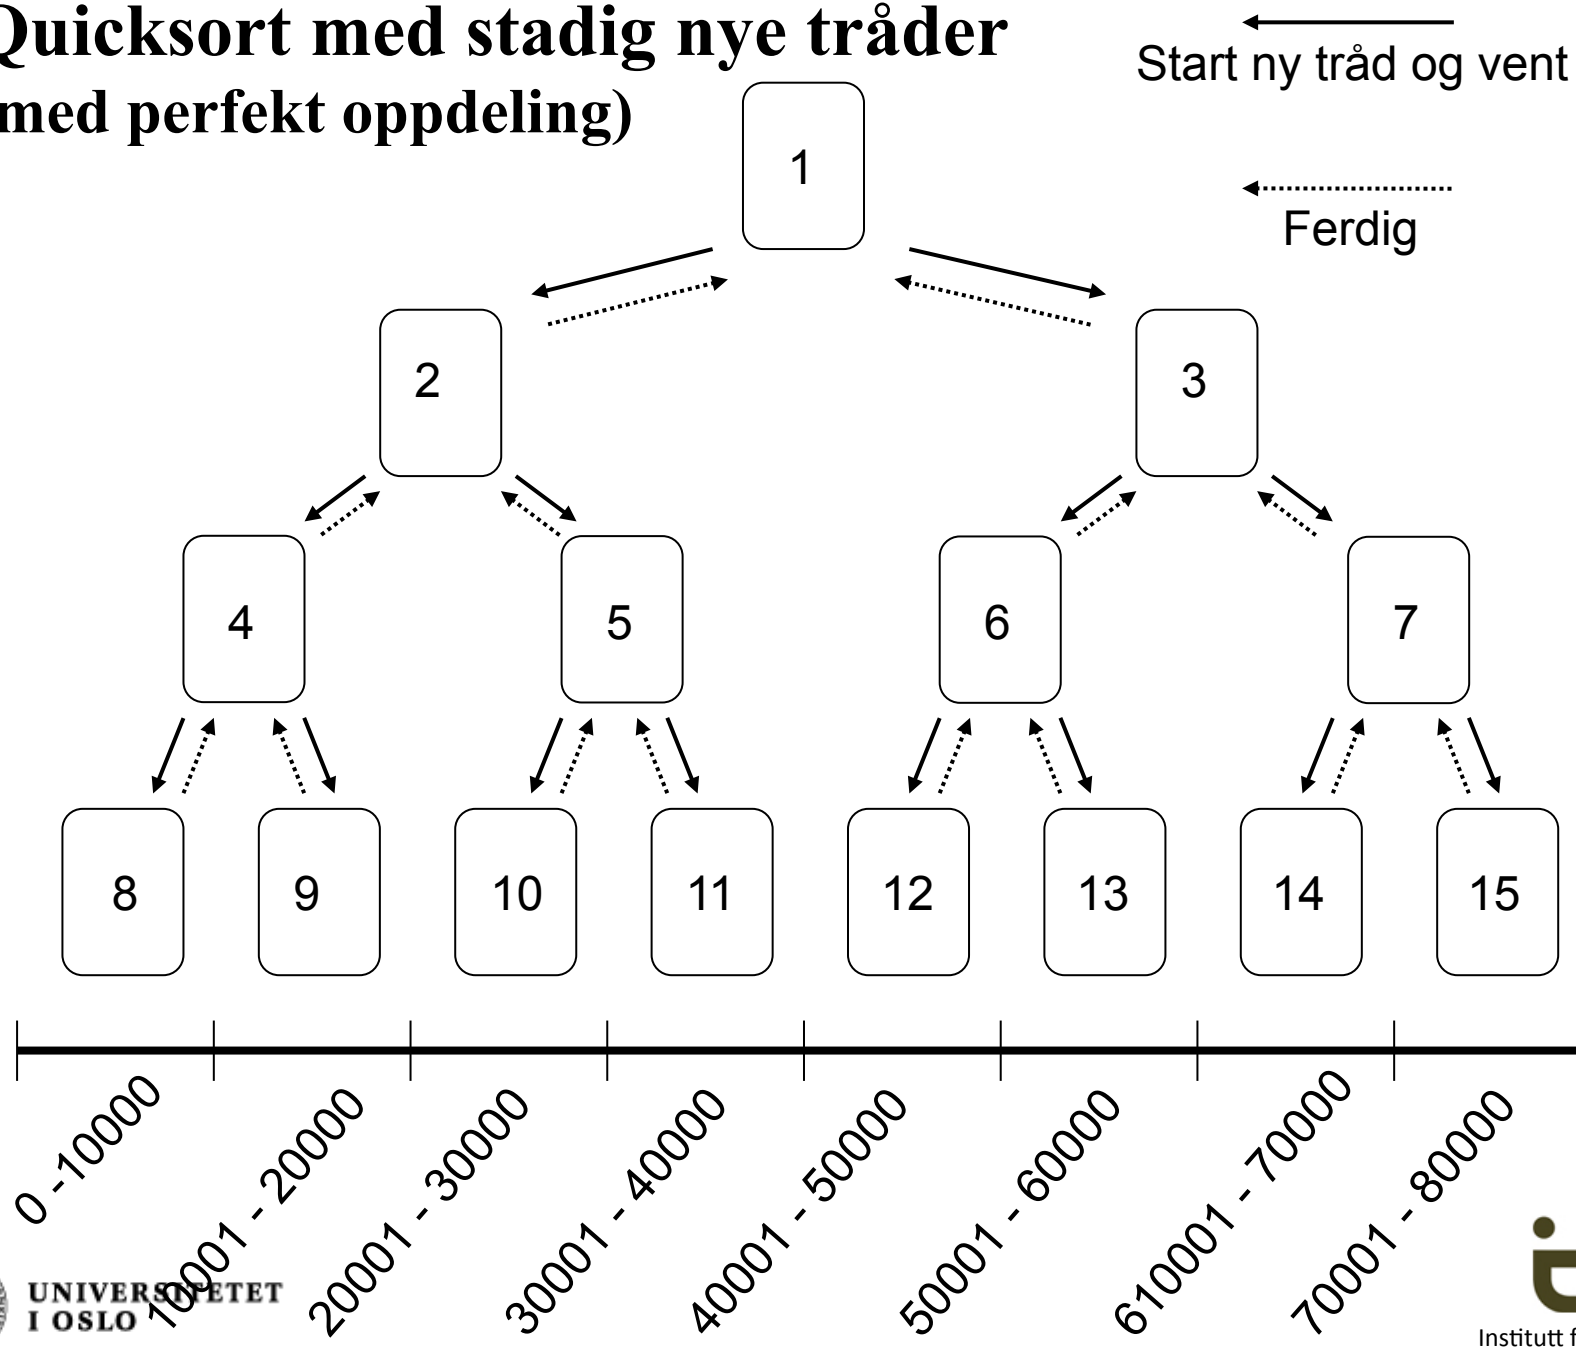 Quicksort med stadig nye tråder
med perfekt oppdeling)
Start ny tråd og vent
Ferdig
1
2
3
4
5
6
7
8
9
10
11
12
13
14
15
0 -10000
10001 - 20000
20001 - 30000
30001 - 40000
40001 - 50000
50001 - 60000
610001 - 70000
70001 - 80000
UNIVERSITETET
I OSLO
Institutt f